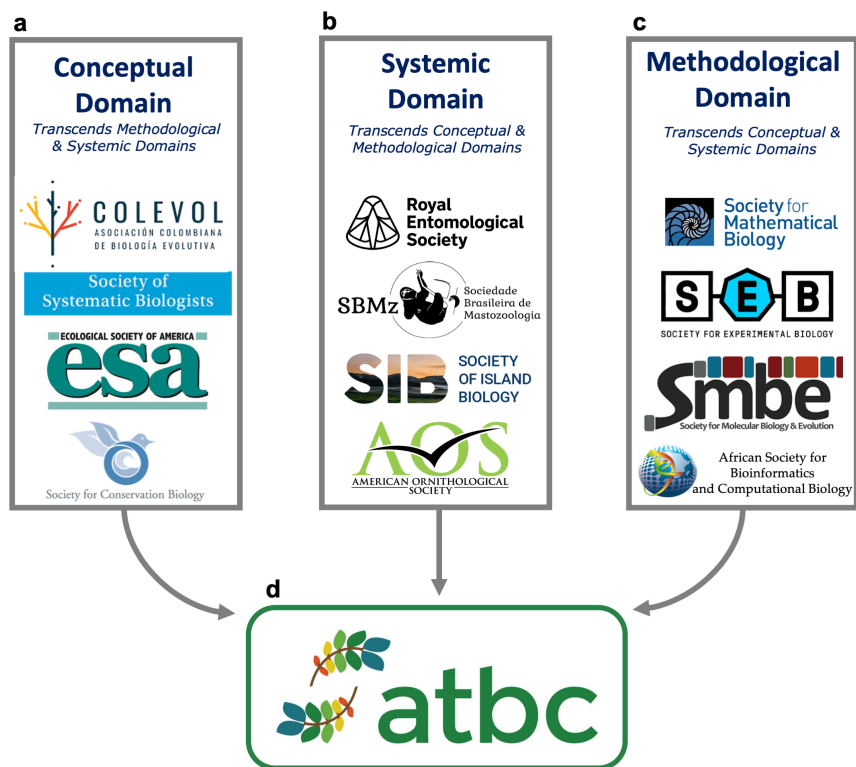 a
Conceptual
Domain
Transcends Methodological
& Systemic Domains
COLEVOL
ASOCIACIÓN COLOMBIANA
DE BIOLOGÍA EVOLUTIVA
Society of
Systematic Biologists
ECOLOGICAL SOCIETY OF AMERICA
esa
Society for Conservation Biology
b
Systemic
Domain
Transcends Conceptual &
Methodological Domains
Royal
Entomological
Society
SBMz
Sociedade
Brasileira de
Mastozoologia
SIB
SOCIETY
OF ISLAND
BIOLOGY
AOS
AMERICAN ORNITHOLOGICAL
SOCIETY
c
Methodological
Domain
Transcends Conceptual &
Systemic Domains
Society for
Mathematical
Biology
SEB
SOCIETY FOR EXPERIMENTAL BIOLOGY
Smbe
Society for Molecular Biology & Evolution
African Society for
Bioinformatics
and Computational Biology
d
atbc